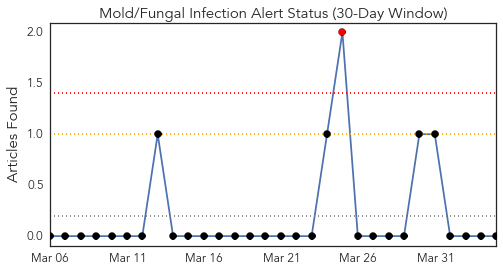 Mold/Fungal Infection Alert Status (30-Day Window)
Articles Found
2.0
1.5
1.0
0.5
0.0
Mar 06 Mar 11 Mar 16 Mar 21 Mar 26 Mar 31